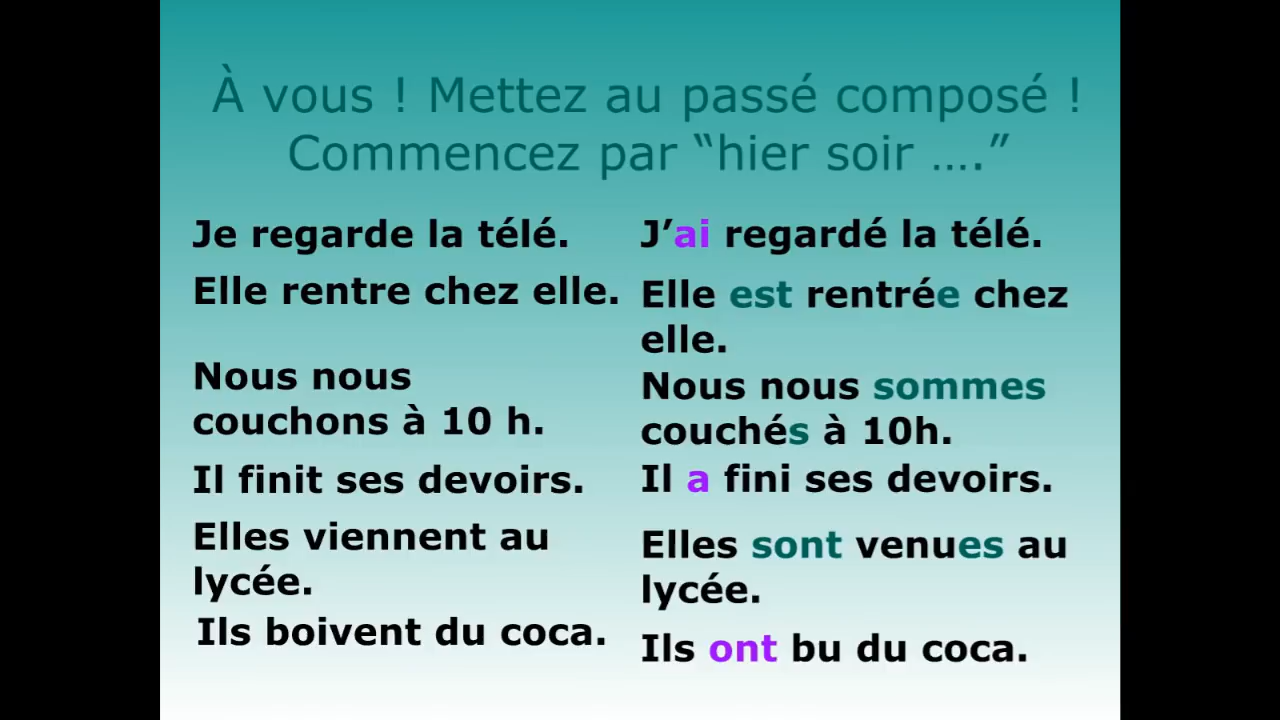 À vous ! Mettez au passé composé !
Commencez par “hier soir ….”
Je regarde la télé.
J’ai regardé la télé.
Elle rentre chez elle.
Elle est rentrée chez
elle.
Nous nous
couchons à 10 h.
Nous nous sommes
couchés à 10h.
Il finit ses devoirs.
Il a fini ses devoirs.
Elles viennent au
lycée.
Elles sont venues au
lycée.
Ils boivent du coca.
Ils ont bu du coca.